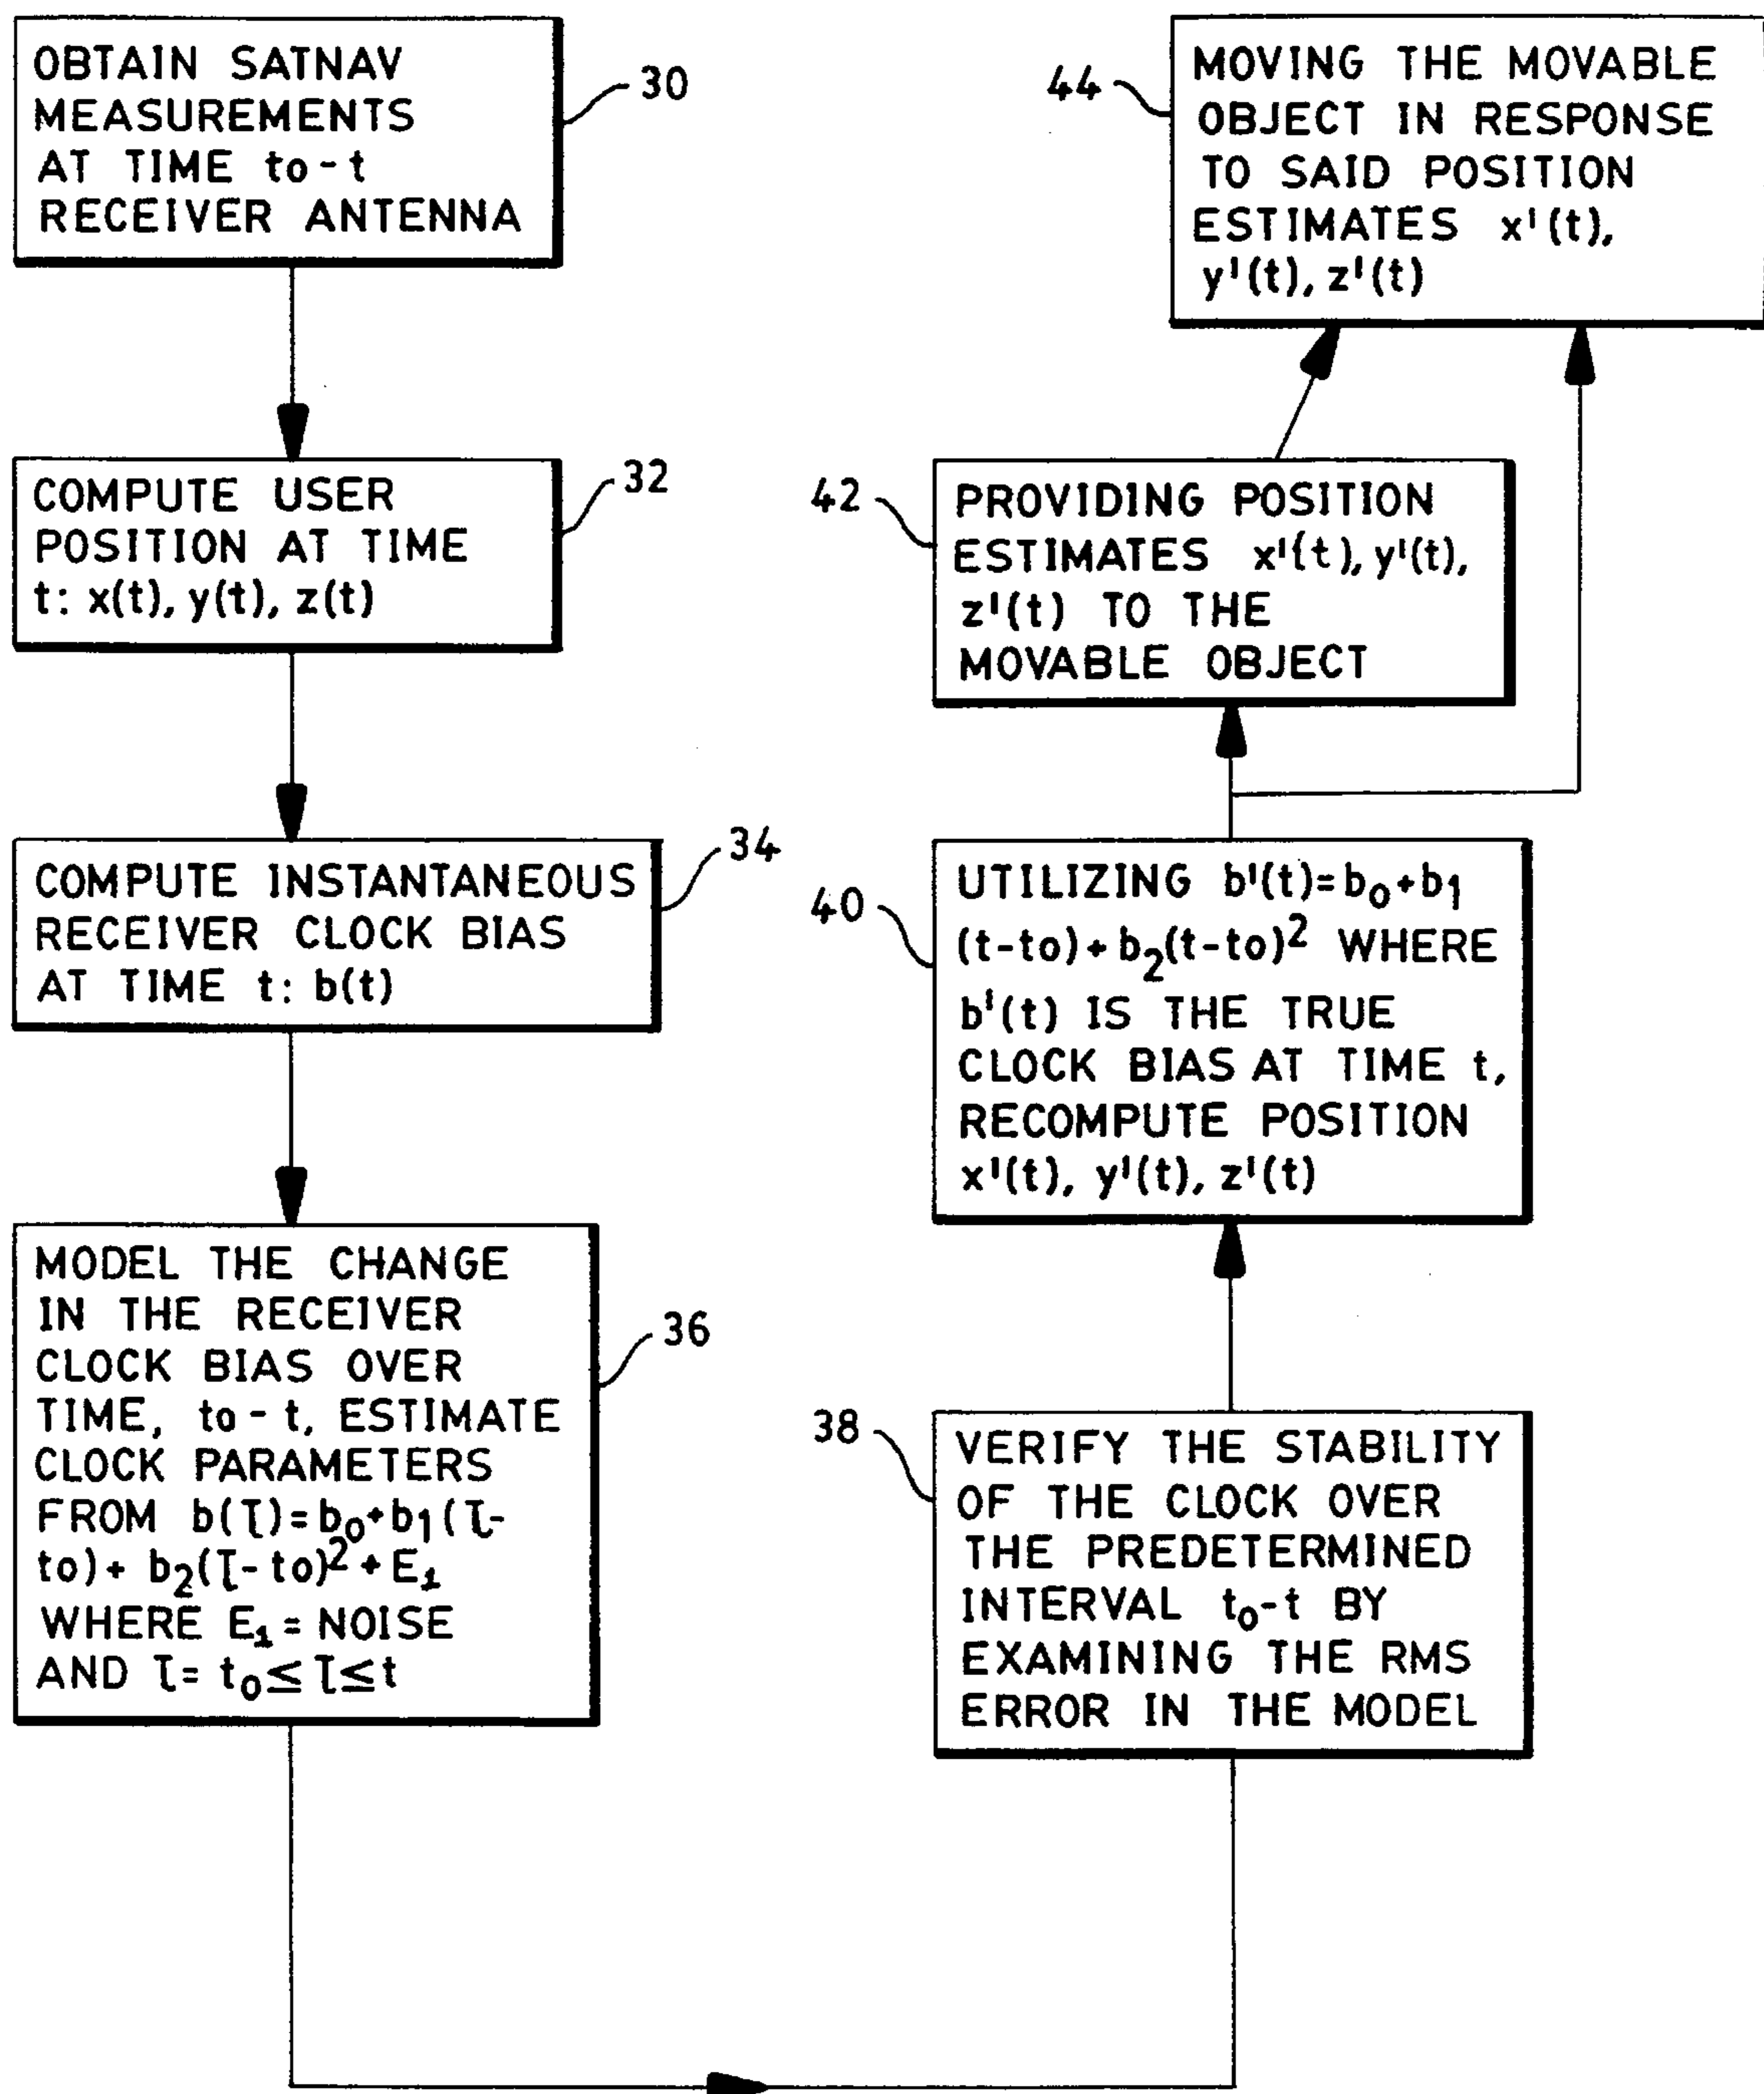 OBTAIN SATNAV
MEASUREMENTS
AT TIME to-t
RECEIVER ANTENNA
30
COMPUTE USER
POSITION AT TIME
t: x(t), y(t), z(t)
32
COMPUTE INSTANTANEOUS
RECEIVER CLOCK BIAS
AT TIME t: b(t)
34
MODEL THE CHANGE
IN THE RECEIVER
CLOCK BIAS OVER
TIME, to-t, ESTIMATE
CLOCK PARAMETERS
FROM b(τ)=b₀+b₁(τ-
to)+ b₂(τ-to)²+E₁
WHERE E₁=NOISE
AND τ= t₀≤τ≤t
36
38
VERIFY THE STABILITY
OF THE CLOCK OVER
THE PREDETERMINED
INTERVAL t₀-t BY
EXAMINING THE RMS
ERROR IN THE MODEL
40
UTILIZING b'(t)=b₀+b₁
(t-to)+b₂(t-to)² WHERE
b'(t) IS THE TRUE
CLOCK BIAS AT TIME t,
RECOMPUTE POSITION
x'(t), y'(t), z'(t)
42
PROVIDING POSITION
ESTIMATES x'(t), y'(t),
z'(t) TO THE
MOVABLE OBJECT
44
MOVING THE MOVABLE
OBJECT IN RESPONSE
TO SAID POSITION
ESTIMATES x'(t),
y'(t), z'(t)